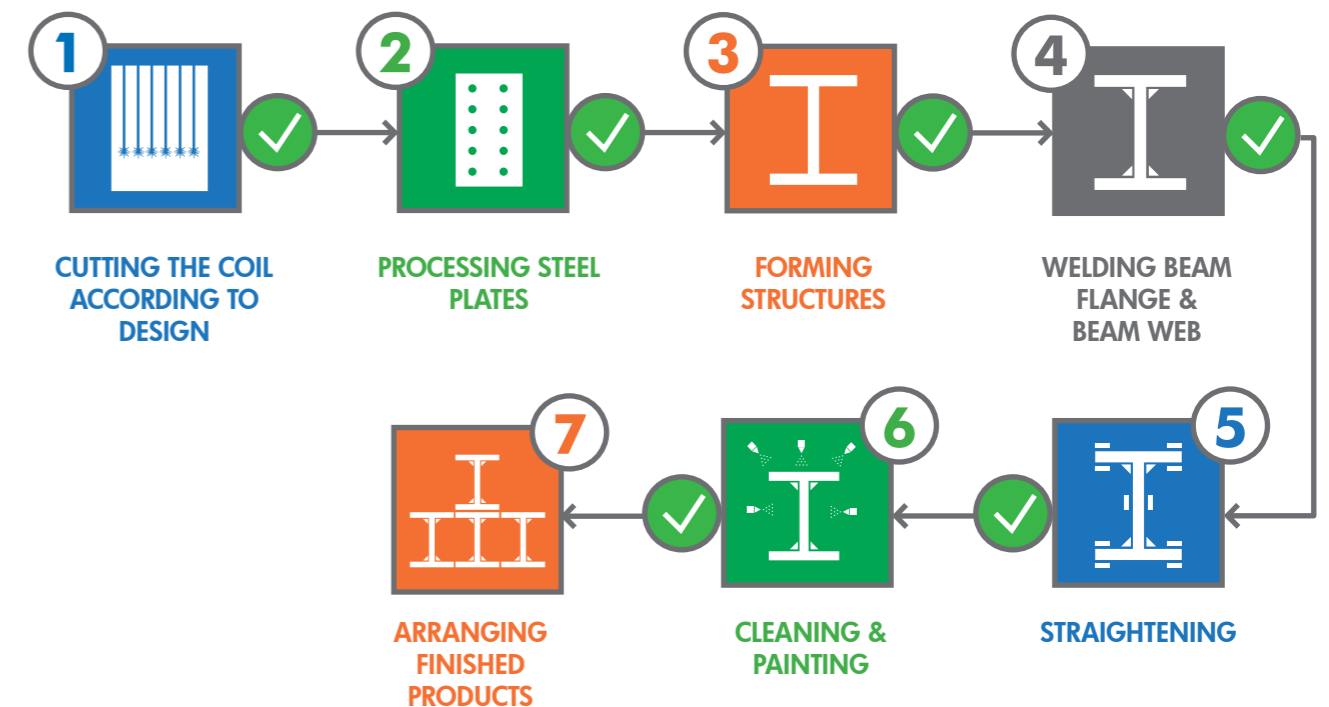 1
CUTTING THE COIL
ACCORDING TO
DESIGN
2
PROCESSING STEEL
PLATES
3
FORMING
STRUCTURES
4
WELDING BEAM
FLANGE &
BEAM WEB
5
STRAIGHTENING
6
CLEANING &
PAINTING
7
ARRANGING
FINISHED
PRODUCTS